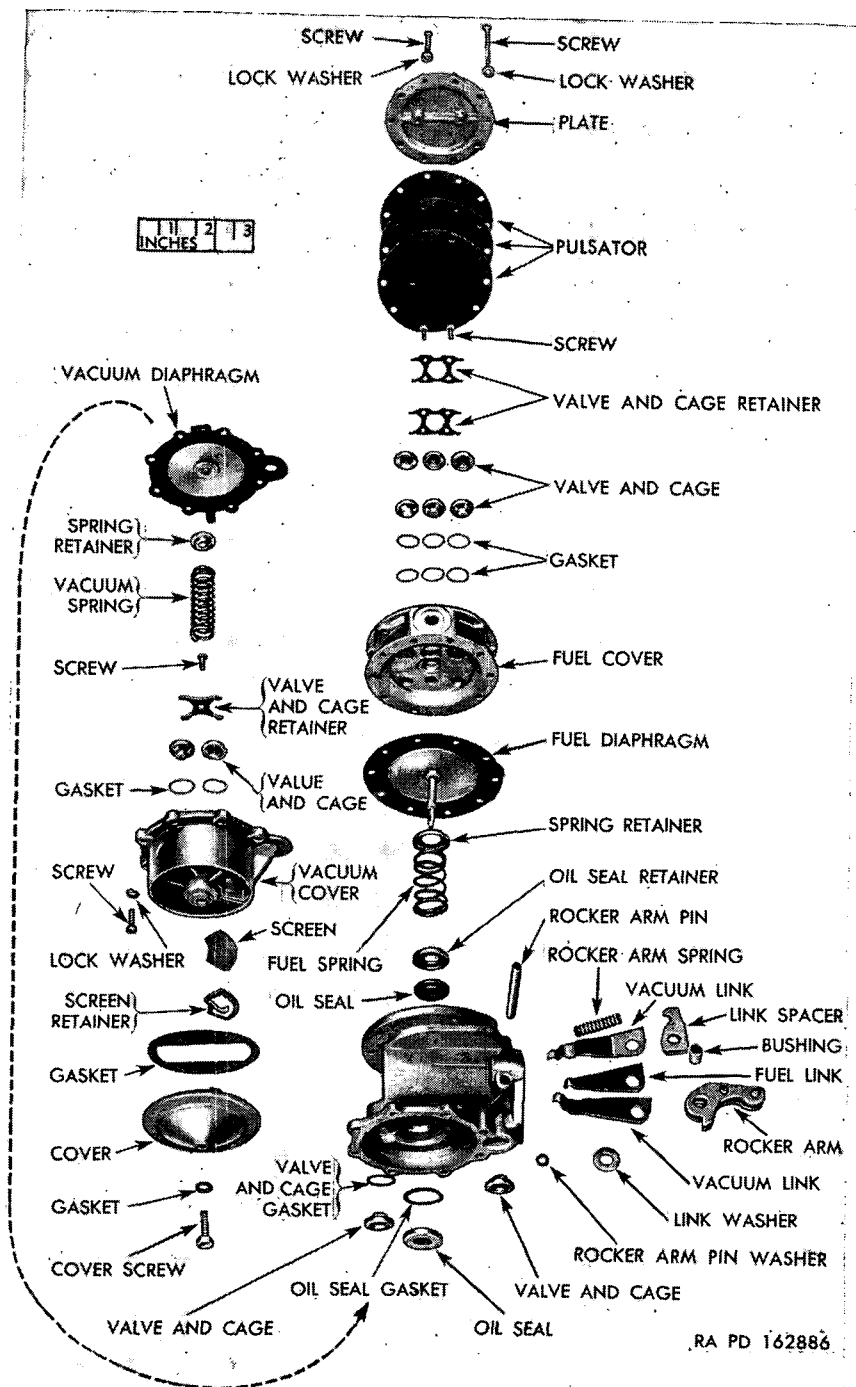 SCREW
SCREW
LOCK WASHER
LOCK WASHER
PLATE
1 2 3
INCHES
PULSATOR
SCREW
VACUUM DIAPHRAGM
VALVE AND CAGE RETAINER
VALVE AND CAGE
SPRING
RETAINER
GASKET
VACUUM
SPRING
FUEL COVER
SCREW
VALVE
AND CAGE
RETAINER
FUEL DIAPHRAGM
GASKET
VALUE
AND CAGE
SPRING RETAINER
SCREW
VACUUM
COVER
OIL SEAL RETAINER
ROCKER ARM PIN
SCREEN
LOCK WASHER
FUEL SPRING
ROCKER ARM SPRING
VACUUM LINK
SCREEN
RETAINER
OIL SEAL
LINK SPACER
BUSHING
GASKET
FUEL LINK
COVER
ROCKER ARM
VALVE
AND CAGE
GASKET
VACUUM LINK
GASKET
LINK WASHER
COVER SCREW
ROCKER ARM PIN WASHER
OIL SEAL GASKET
VALVE AND CAGE
VALVE AND CAGE
OIL SEAL
RA PD 162886